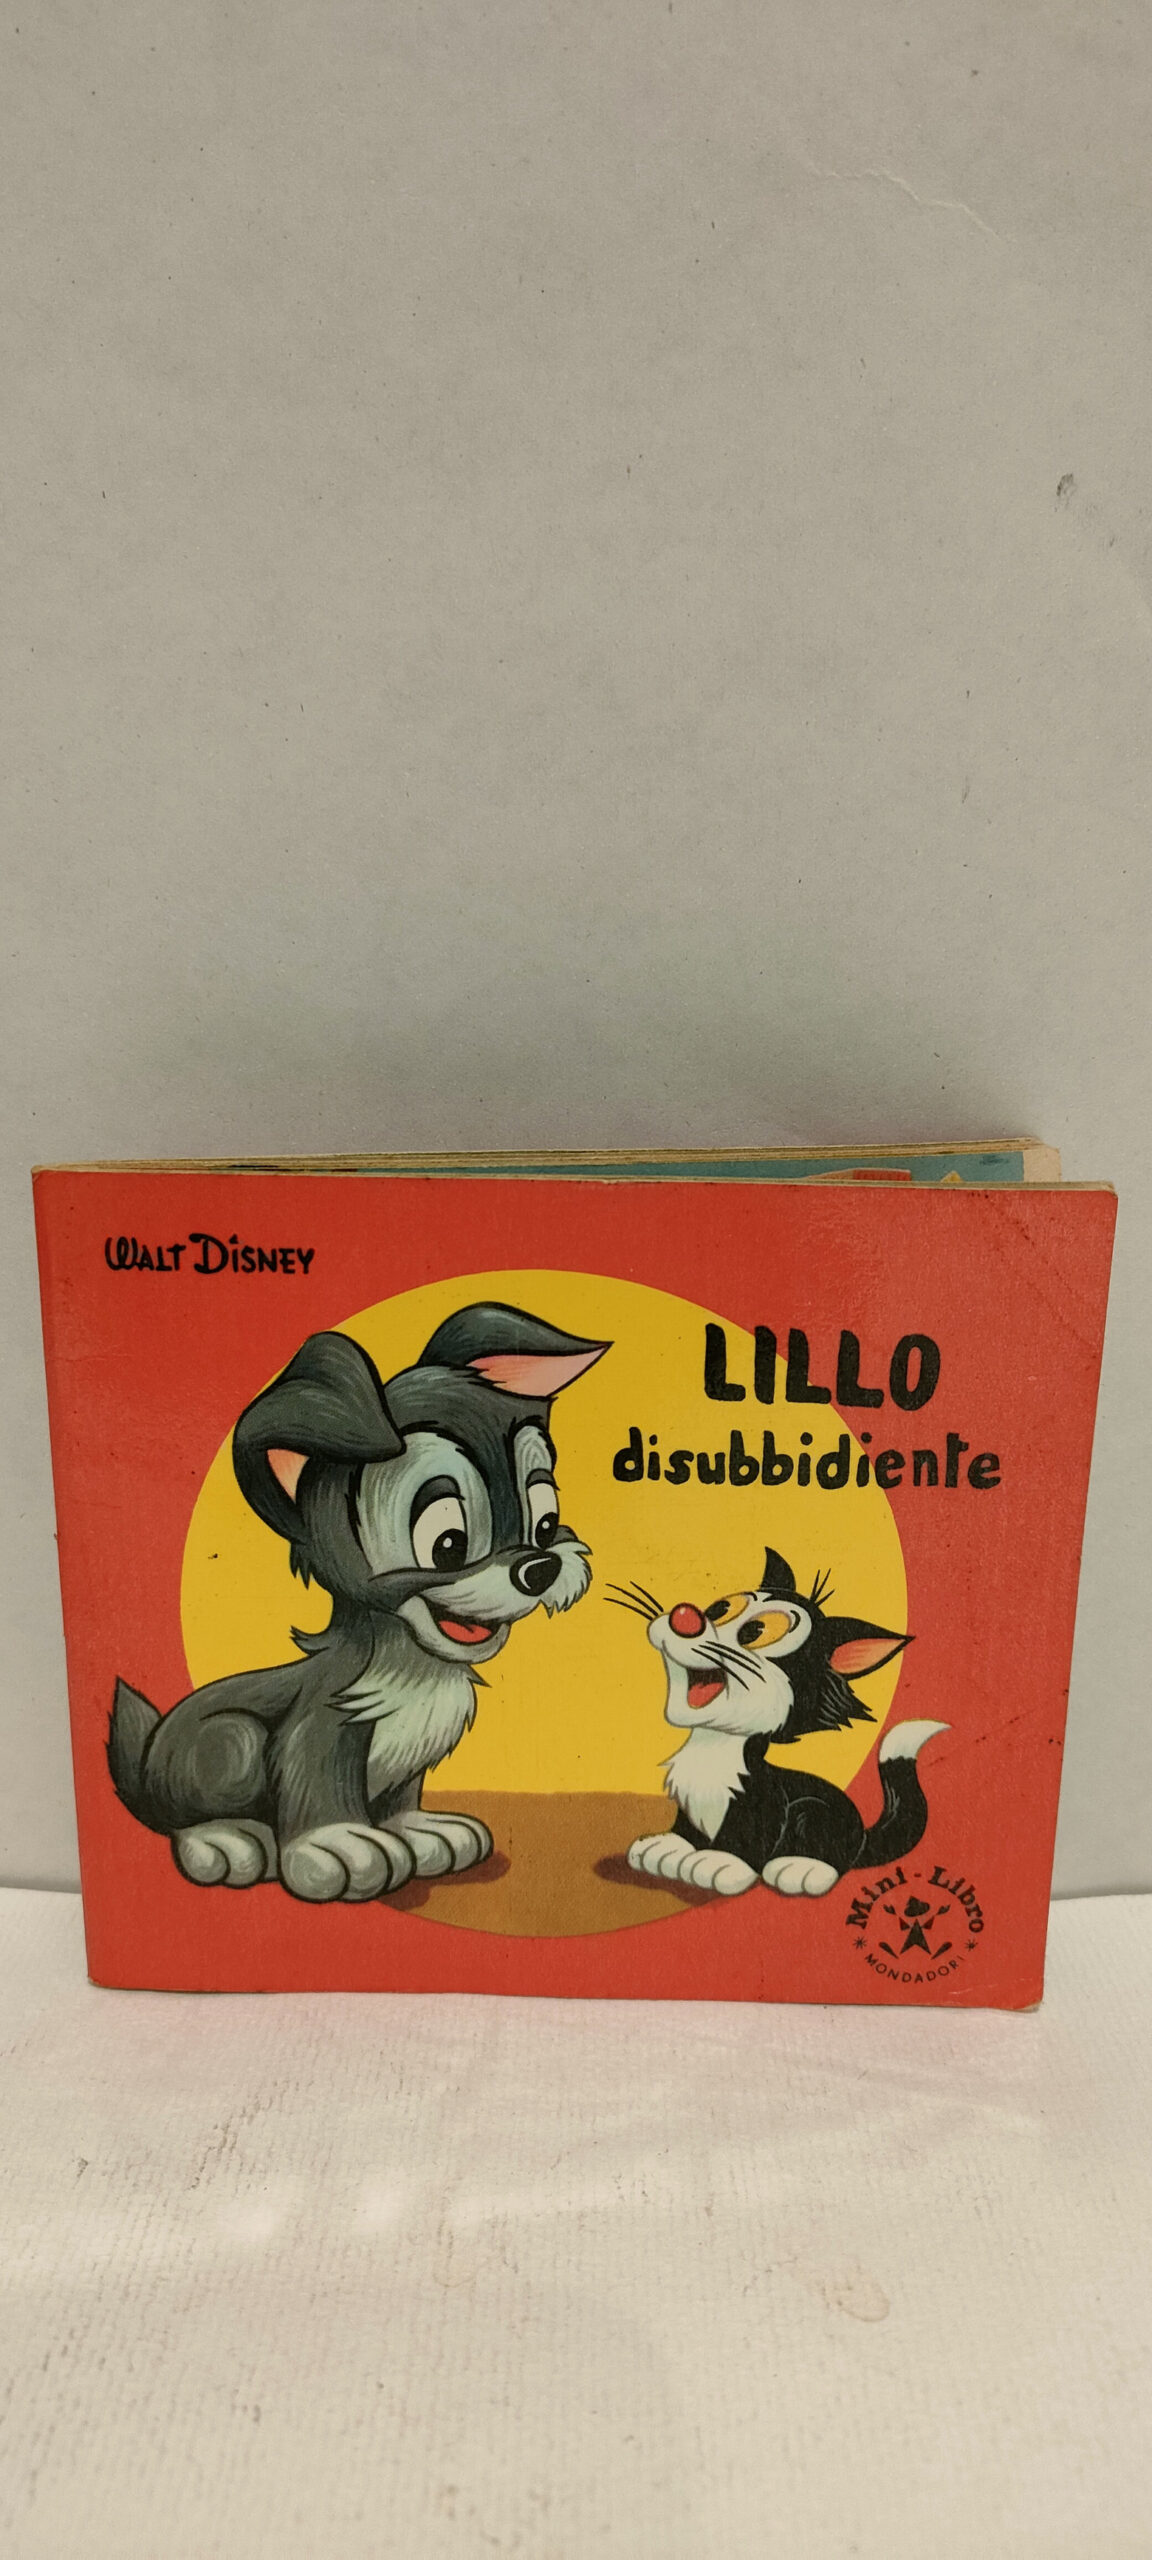 WALT DISNEY
LILLO
disubbidiente
Mini-Libro
* MONDADORI *